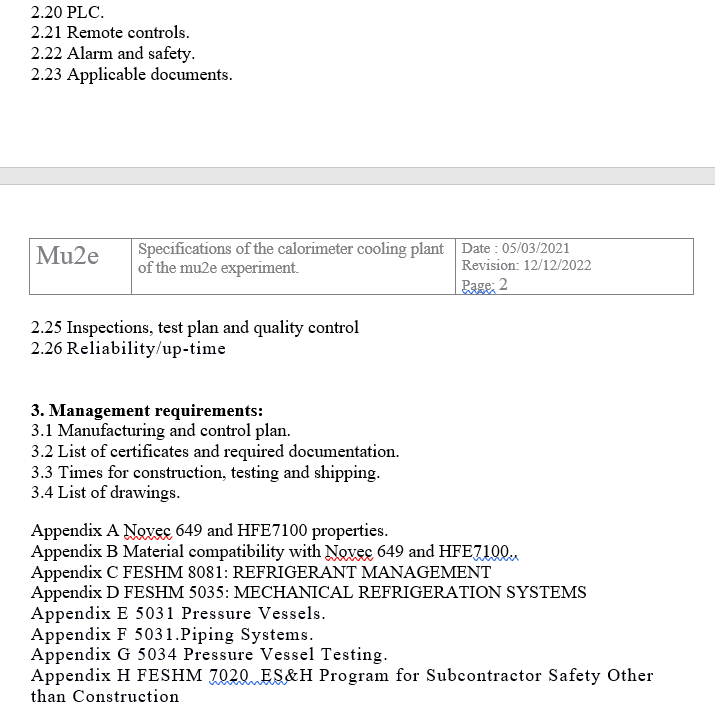 2.20 PLC.
2.21 Remote controls.
2.22 Alarm and safety.
2.23 Applicable documents.
Mu2e
Specifications of the calorimeter cooling plant
of the mu2e experiment.
Date : 05/03/2021
Revision: 12/12/2022
Page: 2
2.25 Inspections, test plan and quality control
2.26 Reliability/up-time
3. Management requirements:
3.1 Manufacturing and control plan.
3.2 List of certificates and required documentation.
3.3 Times for construction, testing and shipping.
3.4 List of drawings.
Appendix A Novec 649 and HFE7100 properties.
Appendix B Material compatibility with Novec 649 and HFE7100..
Appendix C FESHM 8081: REFRIGERANT MANAGEMENT
Appendix D FESHM 5035: MECHANICAL REFRIGERATION SYSTEMS
Appendix E 5031 Pressure Vessels.
Appendix F 5031.Piping Systems.
Appendix G 5034 Pressure Vessel Testing.
Appendix H FESHM 7020 ES&H Program for Subcontractor Safety Other
than Construction